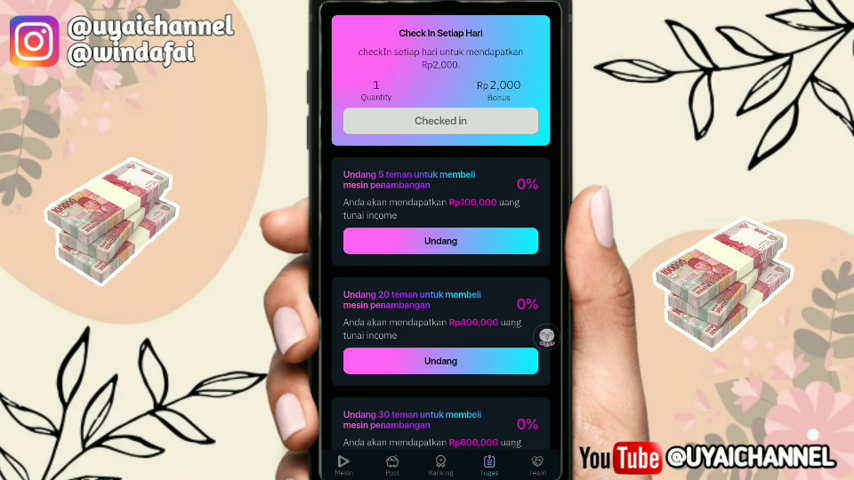 @uyaichannel
@windafai
Check In Setiap Hari
checkIn setiap hari untuk mendapatkan
Rp2,000.
1
Quantity
Rp 2,000
Bonus
Checked in
Undang 5 teman untuk membeli
mesin penambangan
0%
Anda akan mendapatkan Rp100,000 uang
tunai income
Undang
Undang 20 teman untuk membeli
mesin penambangan
0%
Anda akan mendapatkan Rp400,000 uang
tunai income
Undang
Undang 30 teman untuk membeli
mesin penambangan
0%
Anda akan mendapatkan Rp600,000 uang
Mesin
Pool
Ranking
Tugas
Team
YouTube @UYAICHANNEL